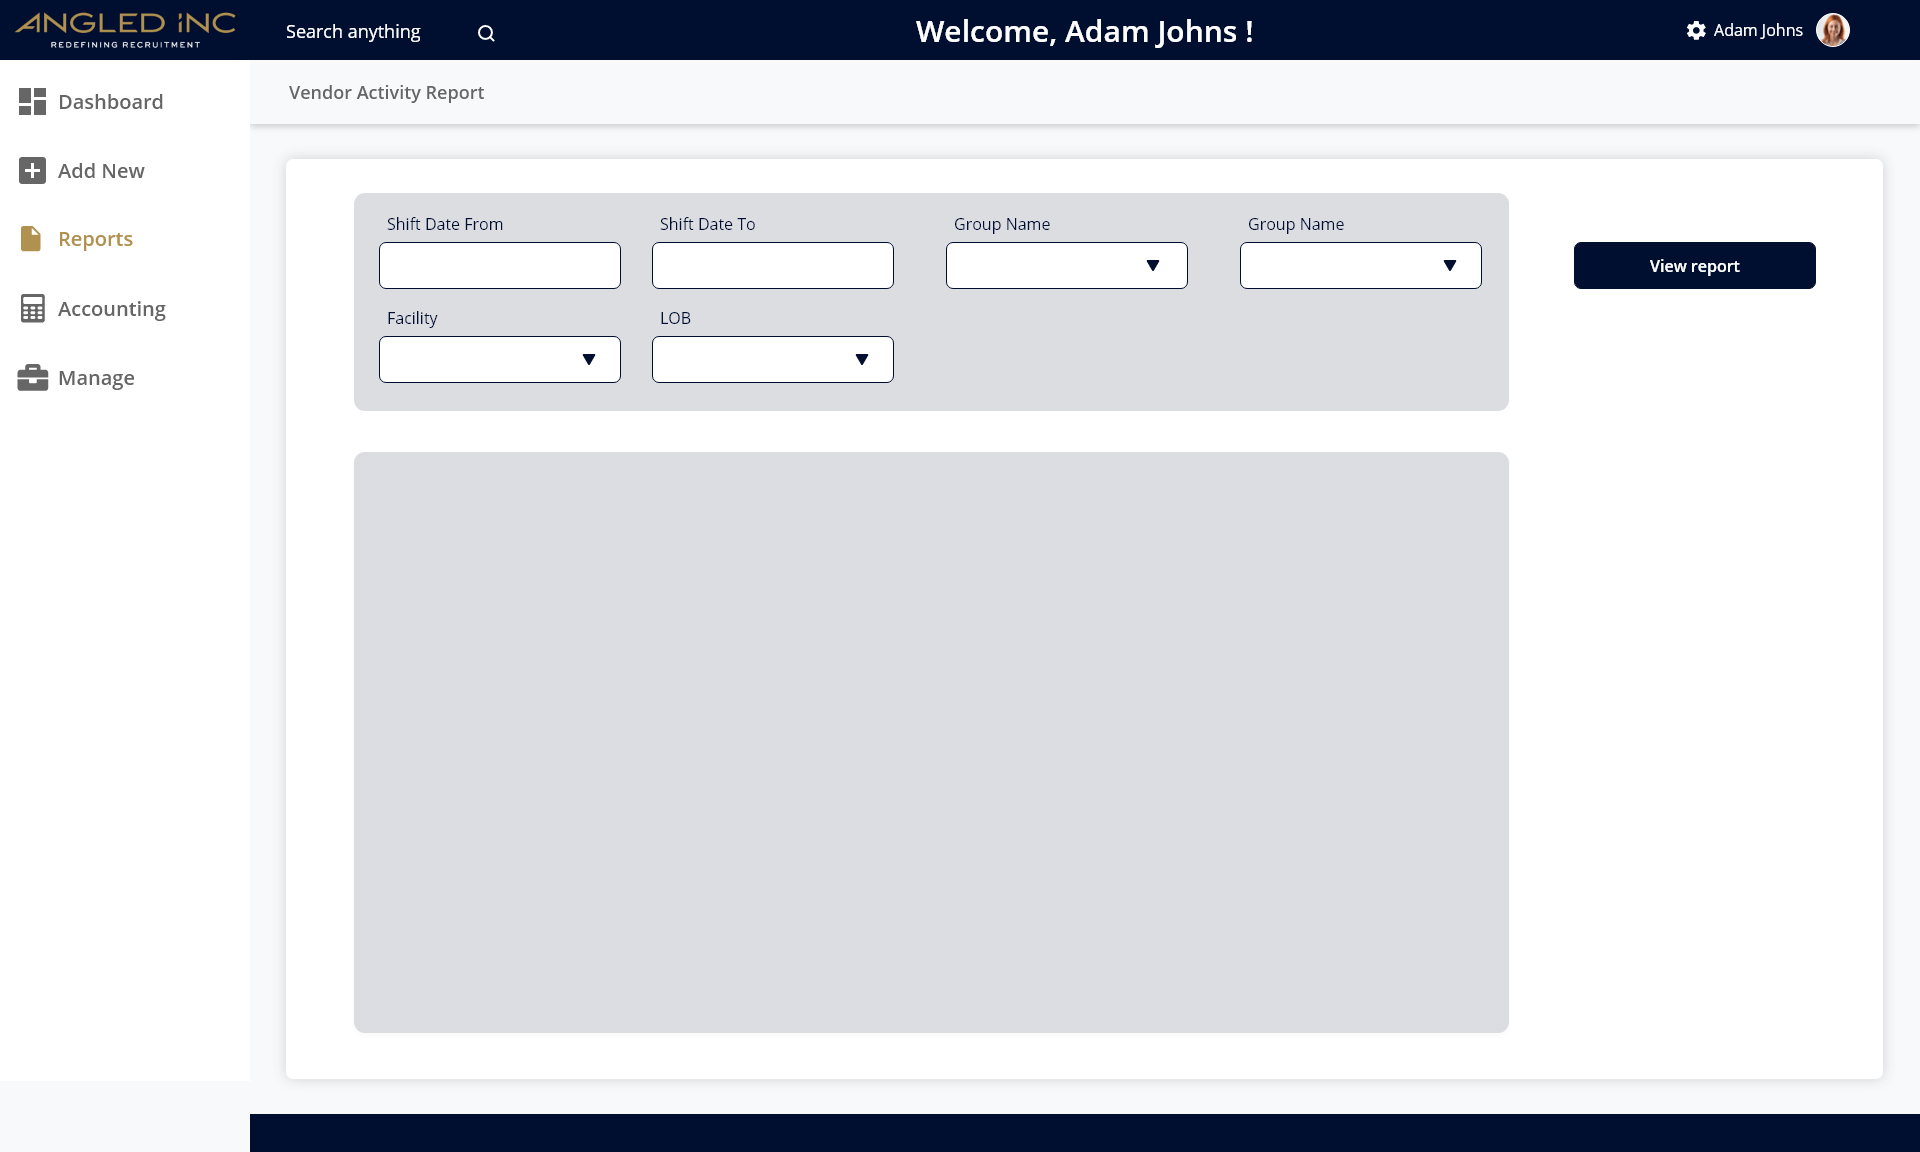 ANGLED INC
REDEFINING RECRUITMENT
Search anything
Welcome, Adam Johns !
Adam Johns
Dashboard
Add New
Reports
Accounting
Manage
Vendor Activity Report
Shift Date From
Shift Date To
Group Name
Group Name
View report
Facility
LOB